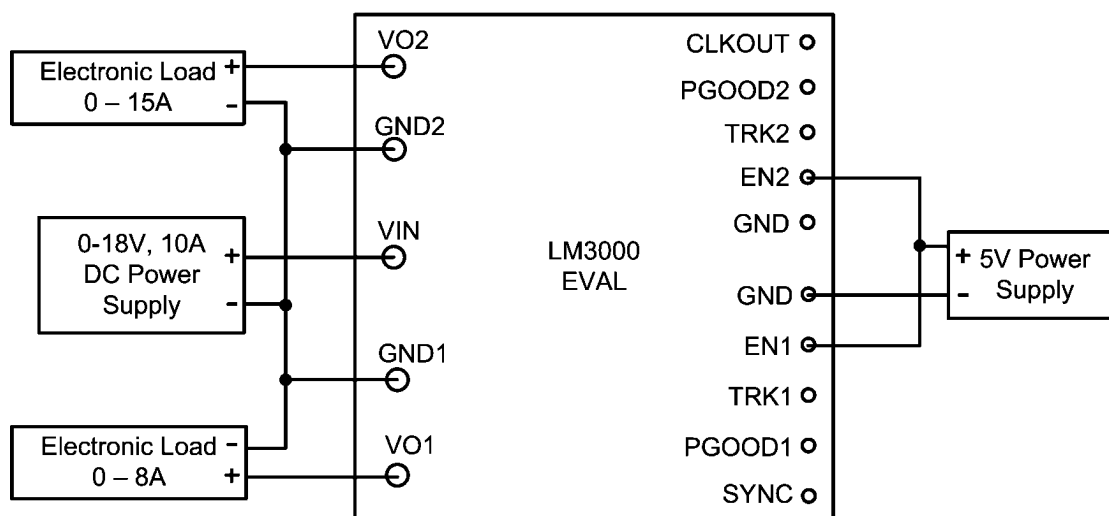 Electronic Load
0 – 15A
+
-
0-18V, 10A
DC Power
Supply
+
-
Electronic Load
0 – 8A
-
+
VO2
GND2
VIN
GND1
VO1
LM3000
EVAL
CLKOUT
PGOOD2
TRK2
EN2
GND
GND
EN1
TRK1
PGOOD1
SYNC
+ 5V Power
- Supply